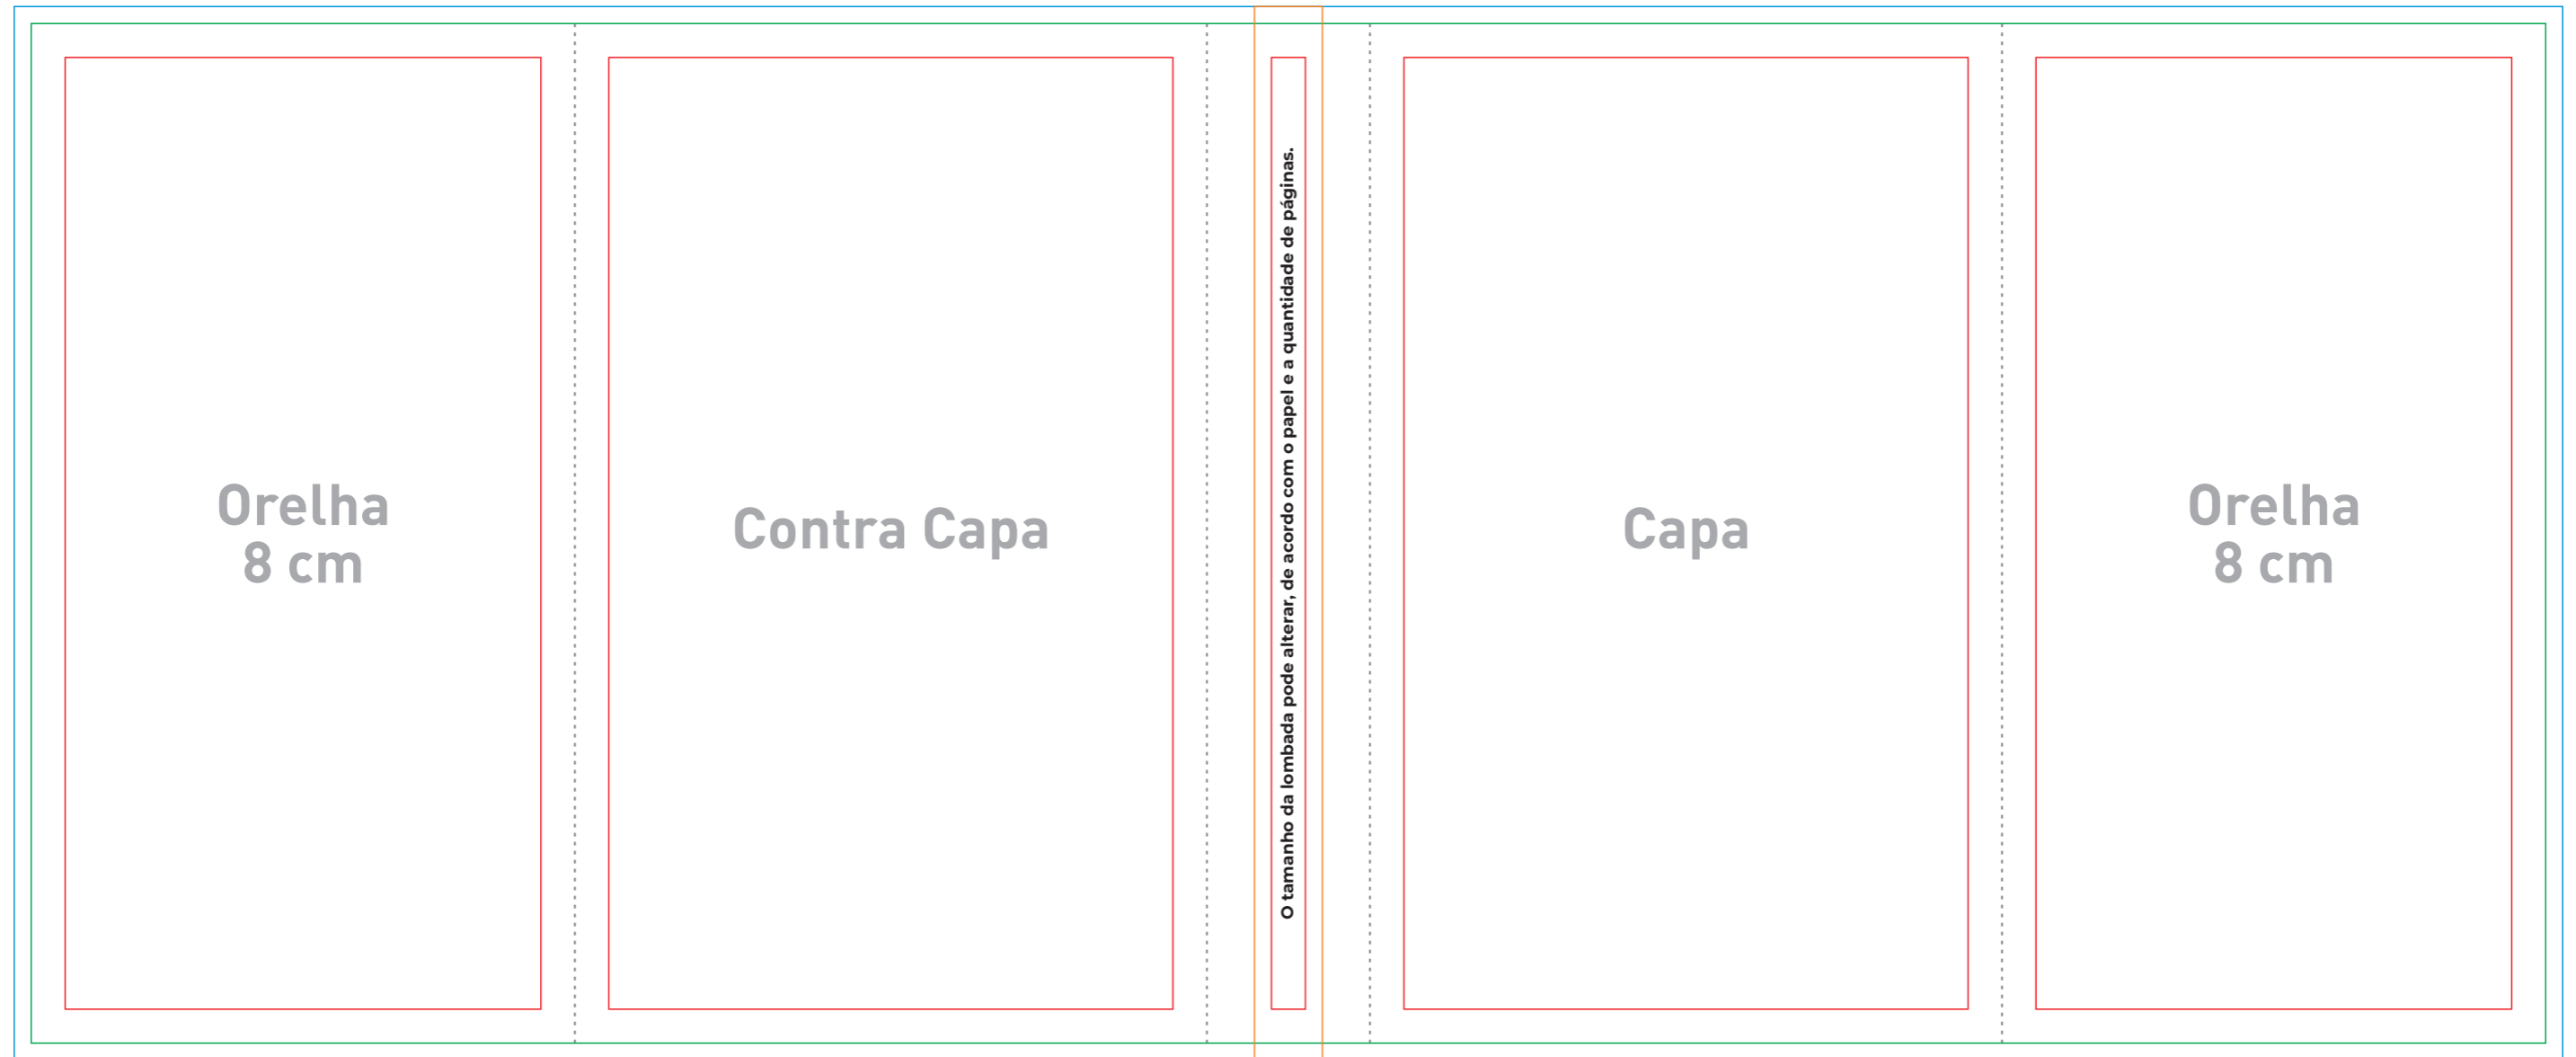 Orelha
8 cm
Contra Capa
O tamanho da lombada pode alterar, de acordo com o papel e a quantidade de páginas.
Capa
Orelha
8 cm